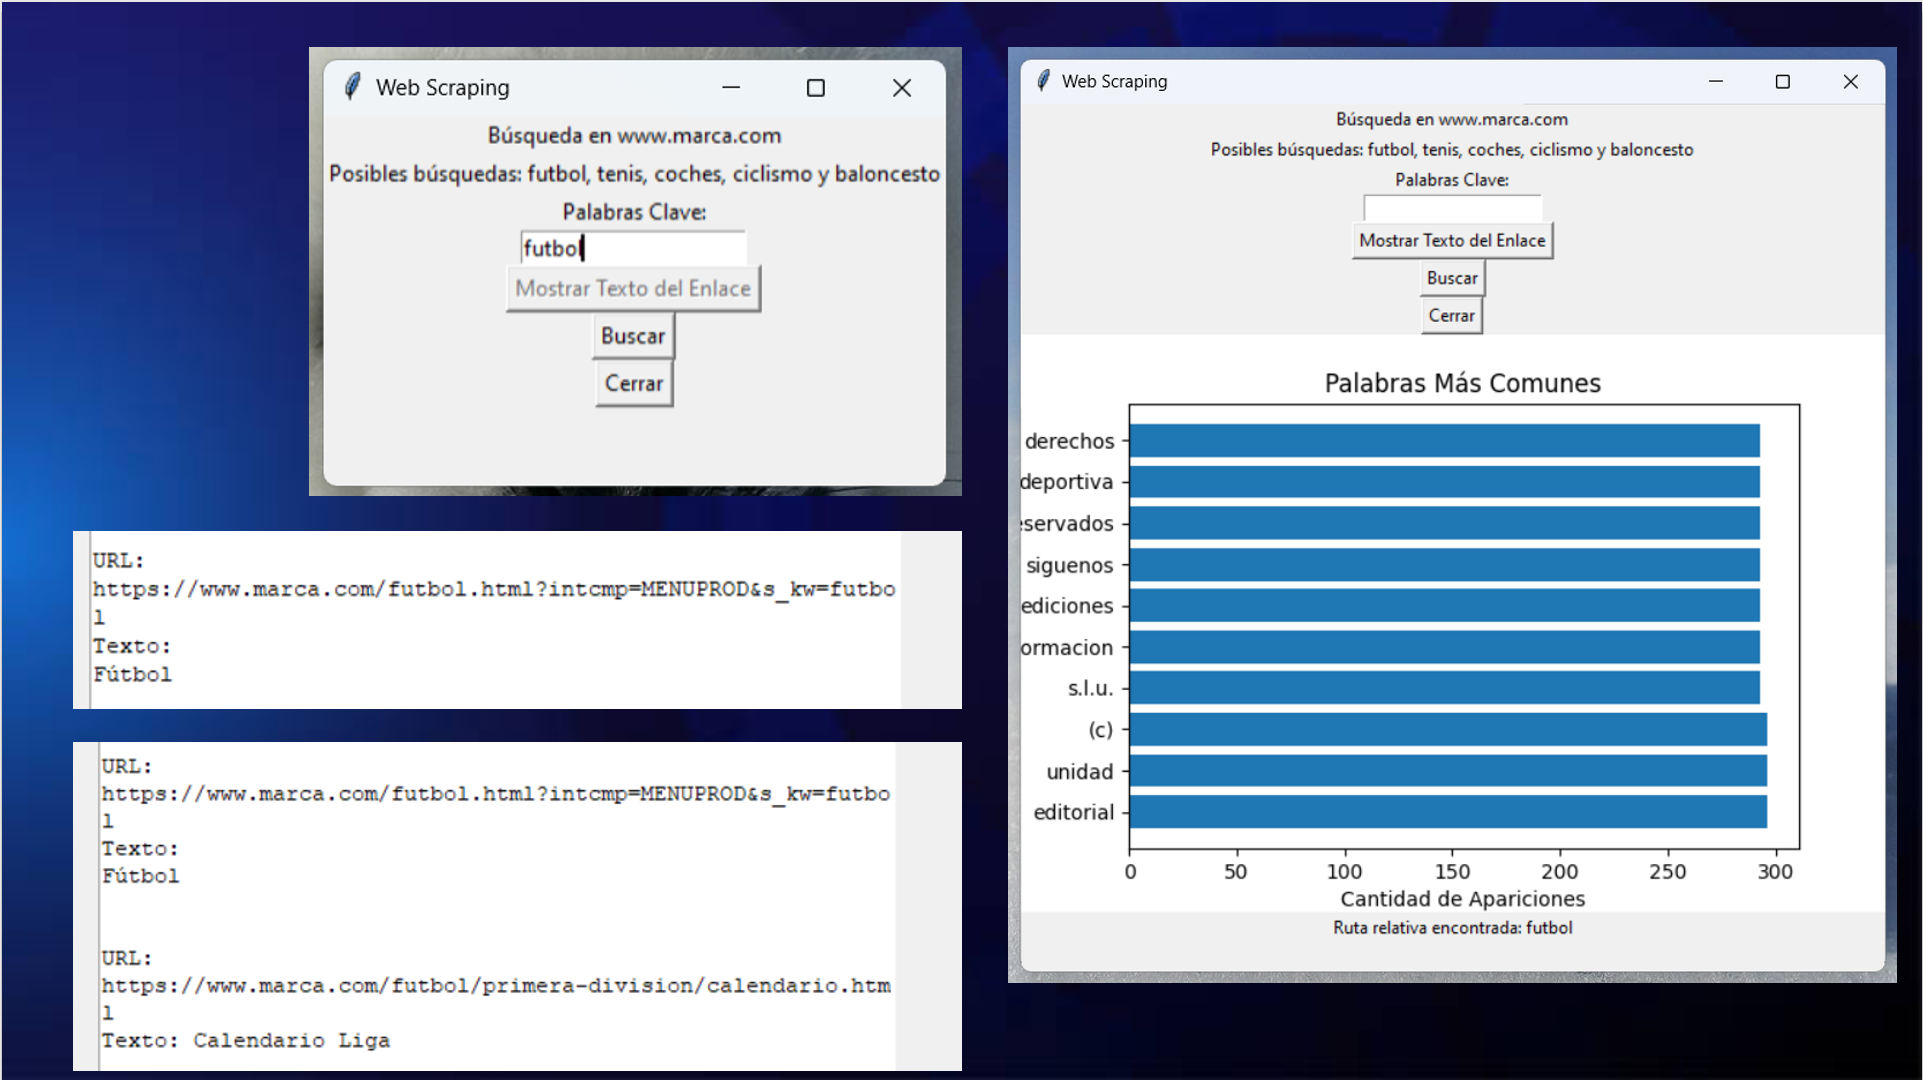 Web Scraping
Búsqueda en www.marca.com
Posibles búsquedas: futbol, tenis, coches, ciclismo y baloncesto
Palabras Clave:
futbol
Mostrar Texto del Enlace
Buscar
Cerrar
URL:
https://www.marca.com/futbol.html?intcmp=MENUPROD&s_kw=futbo
l
Texto:
Fútbol
URL:
https://www.marca.com/futbol.html?intcmp=MENUPROD&s_kw=futbo
l
Texto:
Fútbol
URL:
https://www.marca.com/futbol/primera-division/calendario.htm
l
Texto: Calendario Liga
Web Scraping
Búsqueda en www.marca.com
Posibles búsquedas: futbol, tenis, coches, ciclismo y baloncesto
Palabras Clave:
Mostrar Texto del Enlace
Buscar
Cerrar
Palabras Más Comunes
derechos
deportiva
eservados
siguenos
ediciones
ormacion
s.l.u.
(c)
unidad
editorial
0 50 100 150 200 250 300
Cantidad de Apariciones
Ruta relativa encontrada: futbol